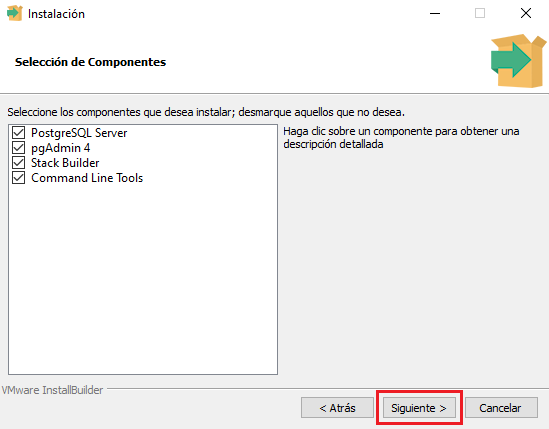 Instalación
Selección de Componentes
Seleccione los componentes que desea instalar; desmarque aquellos que no desea.
PostgreSQL Server
pgAdmin 4
Stack Builder
Command Line Tools
Haga clic sobre un componente para obtener una
descripción detallada
VMware InstallBuilder
< Atrás
Siguiente >
Cancelar